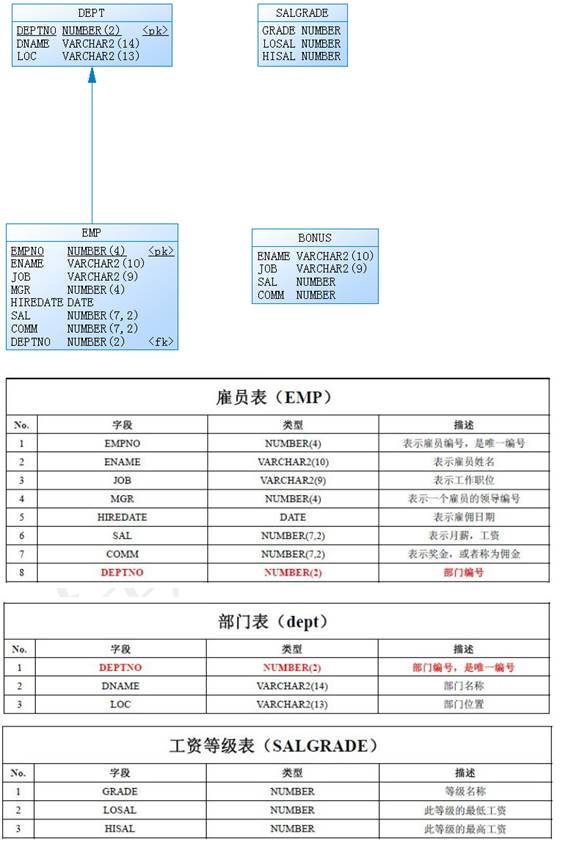 DEPT
DEPTNO NUMBER(2) <pk>
DNAME VARCHAR2(14)
LOC VARCHAR2(13)
SALGRADE
GRADE NUMBER
LOSAL NUMBER
HISAL NUMBER
EMP
EMPNO NUMBER(4) <pk>
ENAME VARCHAR2(10)
JOB VARCHAR2(9)
MGR NUMBER(4)
HIREDATE DATE
SAL NUMBER(7,2)
COMM NUMBER(7,2)
DEPTNO NUMBER(2) <fk>
BONUS
ENAME VARCHAR2(10)
JOB VARCHAR2(9)
SAL NUMBER
COMM NUMBER
雇员表（EMP）
No. 字段 类型 描述
1 EMPNO NUMBER(4) 表示雇员编号，是唯一编号
2 ENAME VARCHAR2(10) 表示雇员姓名
3 JOB VARCHAR2(9) 表示工作职位
4 MGR NUMBER(4) 表示一个雇员的领导编号
5 HIREDATE DATE 表示雇佣日期
6 SAL NUMBER(7,2) 表示月薪，工资
7 COMM NUMBER(7,2) 表示奖金，或者称为佣金
8 DEPTNO NUMBER(2) 部门编号
部门表（dept）
No. 字段 类型 描述
1 DEPTNO NUMBER(2) 部门编号，是唯一编号
2 DNAME VARCHAR2(14) 部门名称
3 LOC VARCHAR2(13) 部门位置
工资等级表（SALGRADE）
No. 字段 类型 描述
1 GRADE NUMBER 等级名称
2 LOSAL NUMBER 此等级的最低工资
3 HISAL NUMBER 此等级的最高工资